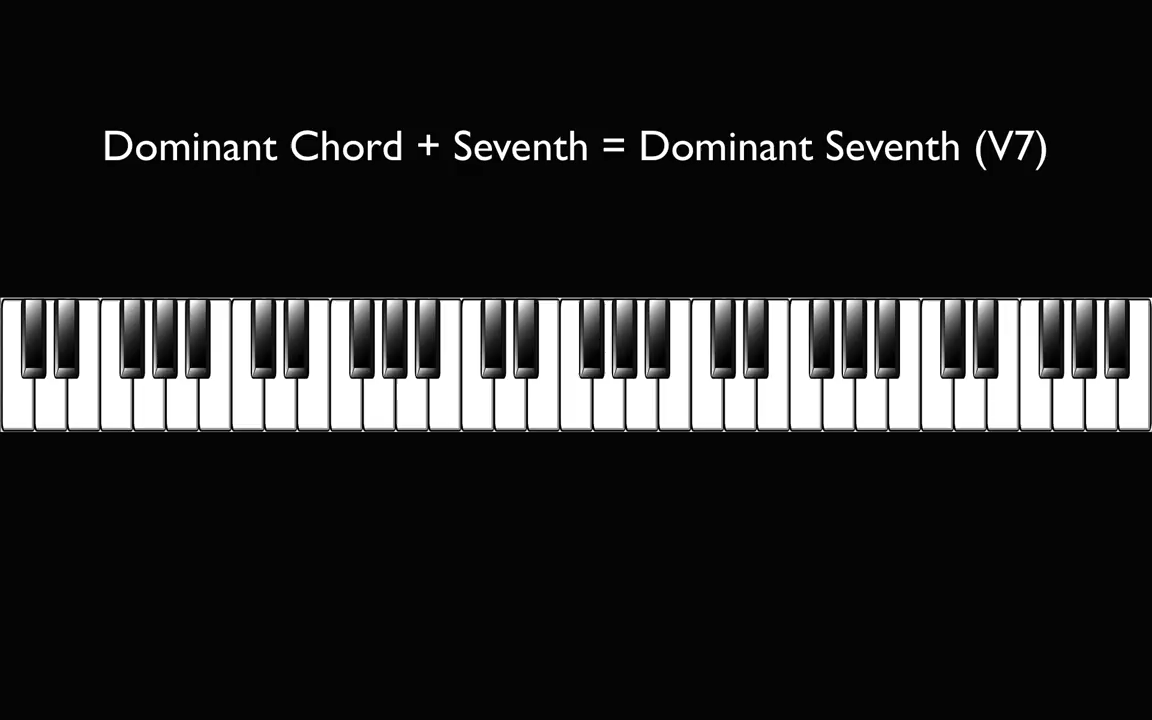 Dominant Chord + Seventh = Dominant Seventh (V7)